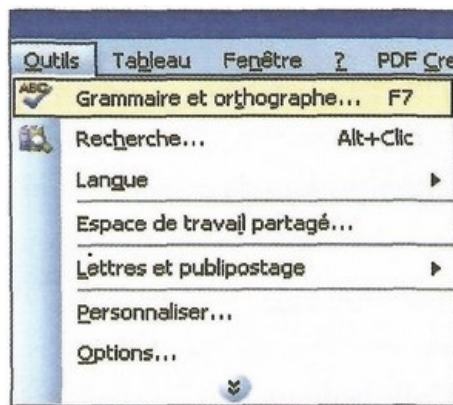 Outils Tableau Fenêtre ? PDF Cre
ABC Grammaire et orthographe... F7
Recherche... Alt+Clic
Langue
Espace de travail partagé...
Lettres et publipostage
Personnaliser...
Options...